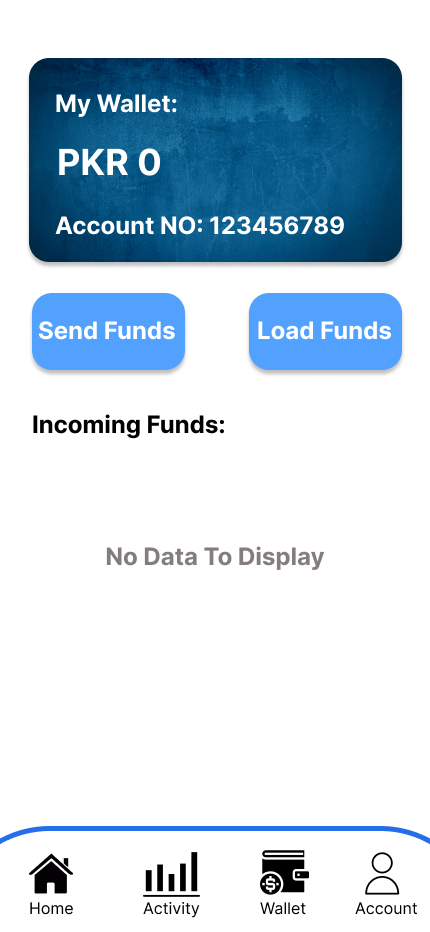 My Wallet:
PKR 0
Account NO: 123456789
Send Funds
Load Funds
Incoming Funds:
No Data To Display
Home
Activity
Wallet
Account